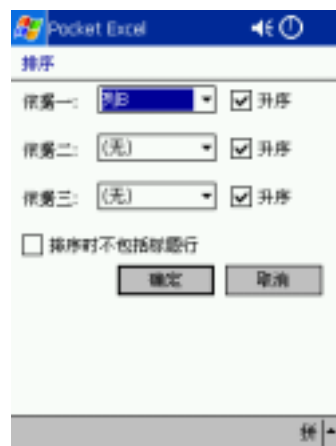 Pocket Excel
排序
依据一: 列B 升序
依据二: (无) 升序
依据三: (无) 升序
排序时不包括标题行
确定 取消
拼